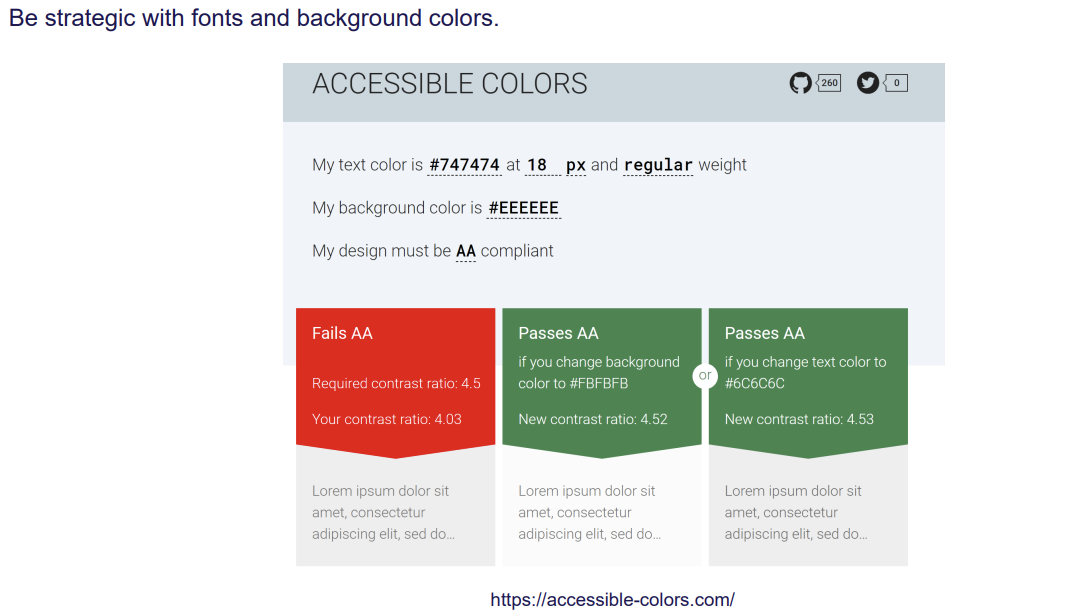 Be strategic with fonts and background colors.
ACCESSIBLE COLORS
260
0
My text color is #747474 at 18 px and regular weight
My background color is #EEEEEE
My design must be AA compliant
Fails AA
Required contrast ratio: 4.5
Your contrast ratio: 4.03
Passes AA
if you change background
color to #FBFBFB
New contrast ratio: 4.52
or
Passes AA
if you change text color to
#6C6C6C
New contrast ratio: 4.53
Lorem ipsum dolor sit
amet, consectetur
adipiscing elit, sed do...
Lorem ipsum dolor sit
amet, consectetur
adipiscing elit, sed do...
Lorem ipsum dolor sit
amet, consectetur
adipiscing elit, sed do...
https://accessible-colors.com/